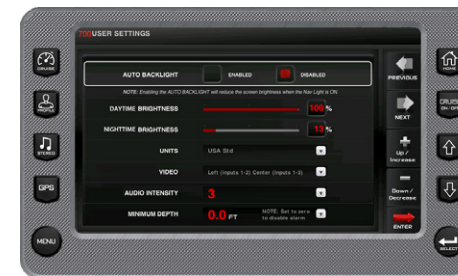 700USER SETTINGS
AUTO BACKLIGHT ENABLED DISABLED
NOTE: Enabling the AUTO BACKLIGHT will reduce the screen brightness when the Nav Light is ON.
DAYTIME BRIGHTNESS 100 %
NIGHTTIME BRIGHTNESS 13 %
UNITS USA Std
VIDEO Left (inputs 1-2) Center (inputs 1-2)
AUDIO INTENSITY 3
MINIMUM DEPTH 0.0 FT NOTE: Set to zero
to disable alarm
PREVIOUS
NEXT
Up /
Increase
Down /
Decrease
ENTER
CRUISE
PROFILE
STEREO
GPS
MENU
HOME
CRUISE
ON / OFF
SELECT